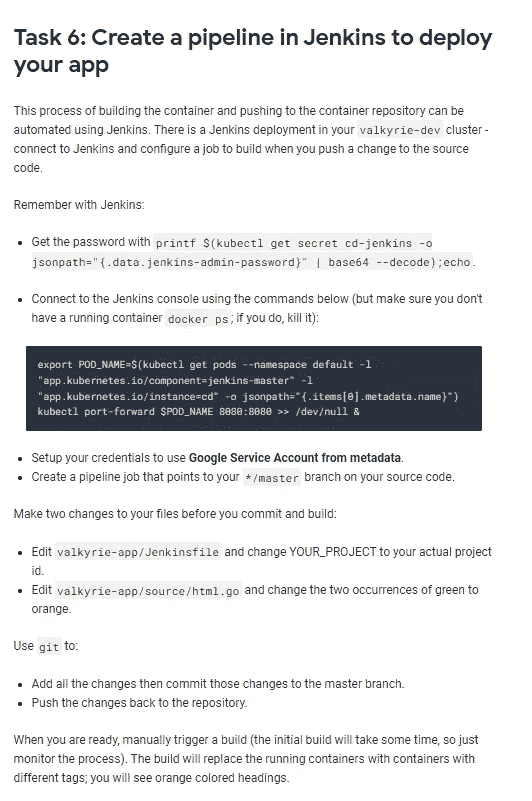 Task 6: Create a pipeline in Jenkins to deploy
your app
This process of building the container and pushing to the container repository can be
automated using Jenkins. There is a Jenkins deployment in your valkyrie-dev cluster -
connect to Jenkins and configure a job to build when you push a change to the source
code.
Remember with Jenkins:
• Get the password with printf $(kubectl get secret cd-jenkins -o
jsonpath="{.data.jenkins-admin-password}" | base64 --decode);echo.
• Connect to the Jenkins console using the commands below (but make sure you don't
have a running container docker ps; if you do, kill it):
export POD_NAME=$(kubectl get pods --namespace default -l
"app.kubernetes.io/component=jenkins-master" -l
"app.kubernetes.io/instance=cd" -o jsonpath="{.items[0].metadata.name}")
kubectl port-forward $POD_NAME 8080:8080 >> /dev/null &
• Setup your credentials to use Google Service Account from metadata.
• Create a pipeline job that points to your */master branch on your source code.
Make two changes to your files before you commit and build:
• Edit valkyrie-app/Jenkinsfile and change YOUR_PROJECT to your actual project
id.
• Edit valkyrie-app/source/html.go and change the two occurrences of green to
orange.
Use git to:
• Add all the changes then commit those changes to the master branch.
• Push the changes back to the repository.
When you are ready, manually trigger a build (the initial build will take some time, so just
monitor the process). The build will replace the running containers with containers with
different tags; you will see orange colored headings.